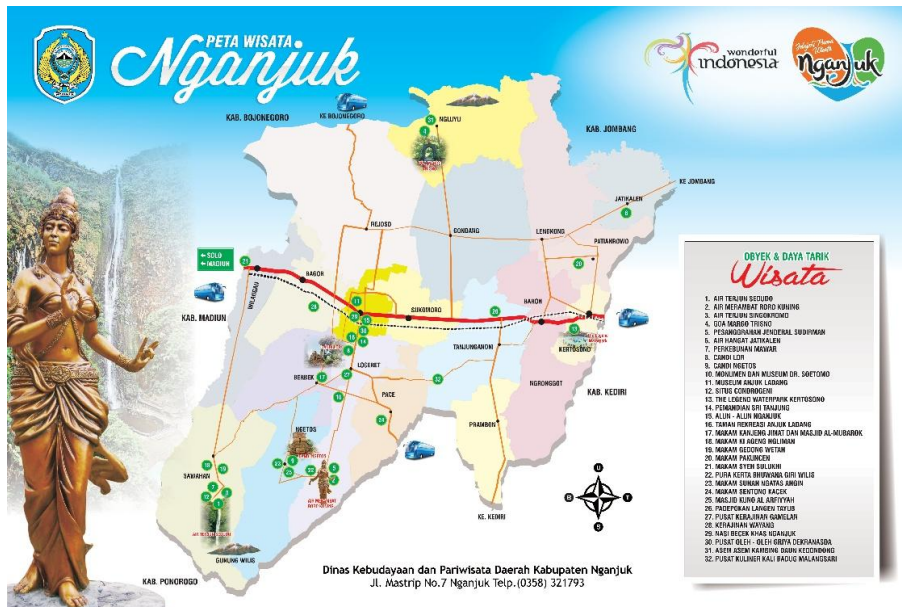 PETA WISATA
Nganjuk
wonderful
indonesia
Nganjuk
KAB. BOJONEGORO
KE BOJONEGORO
NGLUYU
KAB. JOMBANG
KE JOMBANG
JATIKALEN
REJOSO
GONDANG
LENGKONG
PATIANROWO
SOLO
MADIUN
BAGOR
WILANGAN
KAB. MADIUN
SUKOMORO
BARON
KERTOSONO
TANJUNGANOM
LOCERET
BERBEK
PACE
NGRONGGOT
KAB. KEDIRI
PRAMBON
NGETOS
SAWAHAN
KE. KEDIRI
GUNUNG WILIS
KAB. PONOROGO
U
B
T
S
OBYEK & DAYA TARIK
Wisata
1. AIR TERJUN SEDUDO
2. AIR MERAMBAT RORO KUNING
3. AIR TERJUN SINGOKROMO
4. GOA MARGO TRISNO
5. PESANGGRAHAN JENDERAL SUDIRMAN
6. AIR HANGAT JATIKALEN
7. PERKEBUNAN MAWAR
8. CANDI LOR
9. CANDI NGETOS
10. MONUMEN DAN MUSEUM DR. SOETOMO
11. MUSEUM ANJUK LADANG
12. SITUS CONDROGENI
13. THE LEGEND WATERPARK KERTOSONO
14. PEMANDIAN SRI TANJUNG
15. ALUN - ALUN NGANJUK
16. TAMAN REKREASI ANJUK LADANG
17. MAKAM KANJENG JIMAT DAN MASJID AL-MUBAROK
18. MAKAM KI AGENG NGLIMAN
19. MAKAM GEDONG WETAN
20. MAKAM PAKUNCEN
21. MAKAM SYEH SULUKHI
22. PURA KERTA BHUWANA GIRI WILIS
23. MAKAM SUNAN NGATAS ANGIN
24. MAKAM SENTONO KACEK
25. MASJID KUNO AL ARFIYYAH
26. PADEPOKAN LANGEN TAYUB
27. PUSAT KERAJINAN GAMELAN
28. KERAJINAN WAYANG
29. NASI BECEK KHAS NGANJUK
30. PUSAT OLEH - OLEH GRIYA DEKRANASDA
31. ASEM ASEM KAMBING DAUN KEDONDONG
32. PUSAT KULINER KALI BADUG MALANGSARI
Dinas Kebudayaan dan Pariwisata Daerah Kabupaten Nganjuk
Jl. Mastrip No.7 Nganjuk Telp.(0358) 321793